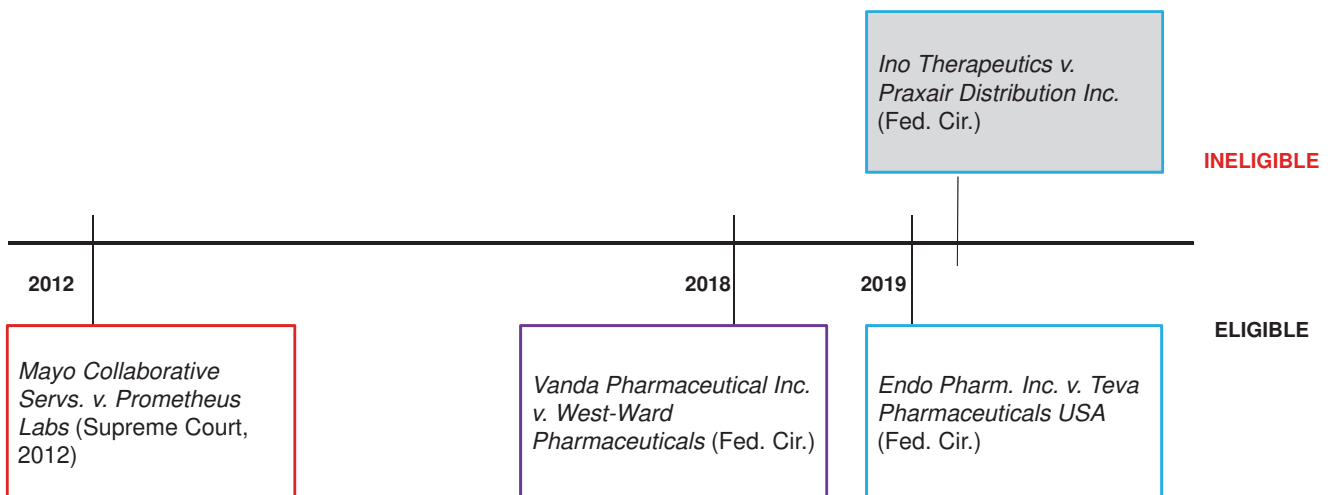 Ino Therapeutics v.
Praxair Distribution Inc.
(Fed. Cir.)
INELIGIBLE
2012
2018
2019
ELIGIBLE
Mayo Collaborative
Servs. v. Prometheus
Labs (Supreme Court,
2012)
Vanda Pharmaceutical Inc.
v. West-Ward
Pharmaceuticals (Fed. Cir.)
Endo Pharm. Inc. v. Teva
Pharmaceuticals USA
(Fed. Cir.)